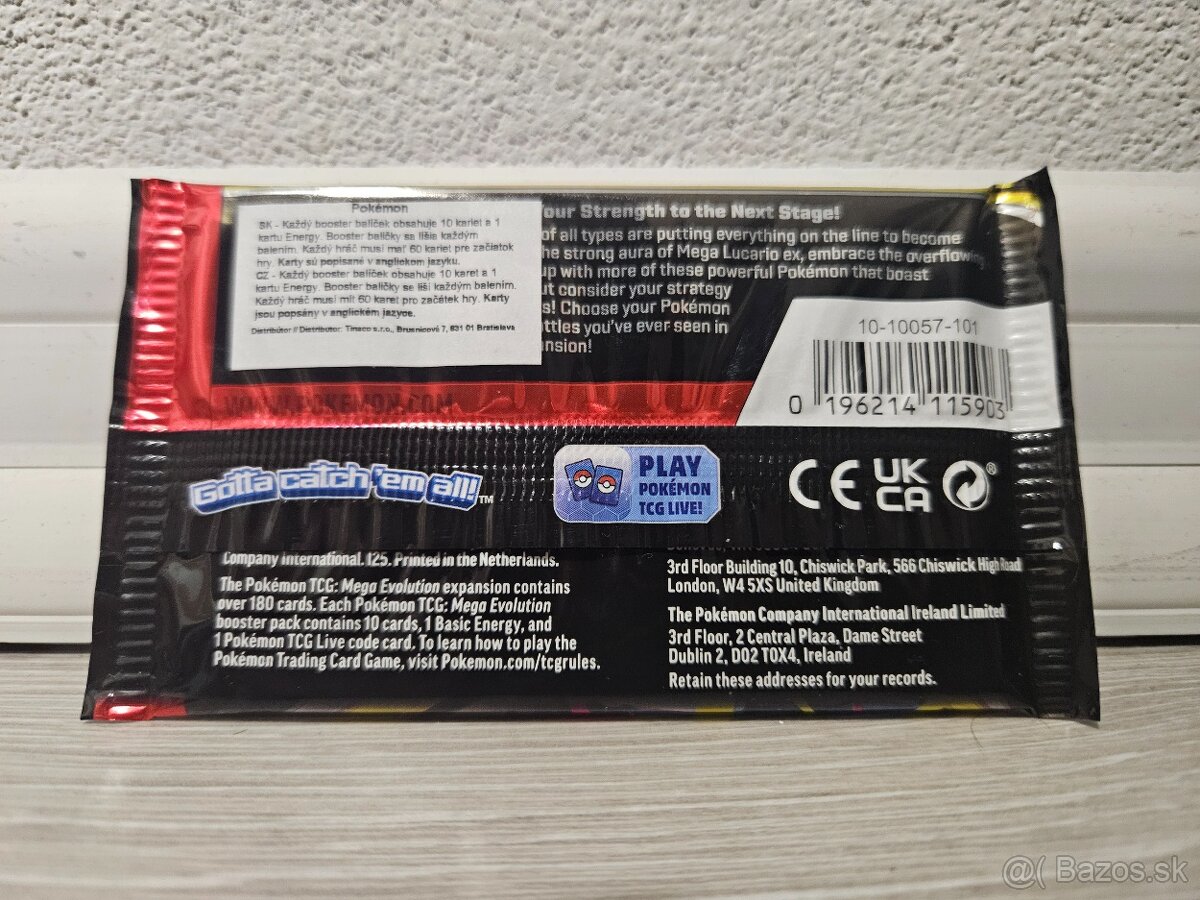 Pokémon
SK - Každý booster balíček obsahuje 10 kariet a 1
kartu Energy. Booster balíčky se líšia každým
balením. Každý hráč musí mať 60 kariet pre začiatok
hry. Karty sú popísané v anglickom jazyku.
CZ - Každý booster balíček obsahuje 10 karet a 1
kartu Energy. Booster balíčky se liší každým balením.
Každý hráč musí mít 60 karet pro začátek hry. Karty
jsou popsány v anglickém jazyce.
Distribútor // Distributor: Tinaco s.r.o., Brusnicová 7, 831 01 Bratislava
our Strength to the Next Stage!
of all types are putting everything on the line to become
he strong aura of Mega Lucario ex, embrace the overflowing
up with more of these powerful Pokémon that boast
ut consider your strategy
s! Choose your Pokémon
ttles you've ever seen in
nsion!
WWW.POKEMON.COM
10-10057-101
0 196214 115903
Gotta catch 'em all!™
PLAY
POKÉMON
TCG LIVE!
CE
UK
CA
®
Company International. 125. Printed in the Netherlands.
The Pokémon TCG: Mega Evolution expansion contains
over 180 cards. Each Pokémon TCG: Mega Evolution
booster pack contains 10 cards, 1 Basic Energy, and
1 Pokémon TCG Live code card. To learn how to play the
Pokémon Trading Card Game, visit Pokemon.com/tcgrules.
3rd Floor Building 10, Chiswick Park, 566 Chiswick High Road
London, W4 5XS United Kingdom
The Pokémon Company International Ireland Limited
3rd Floor, 2 Central Plaza, Dame Street
Dublin 2, D02 T0X4, Ireland
Retain these addresses for your records.
@( Bazos.sk